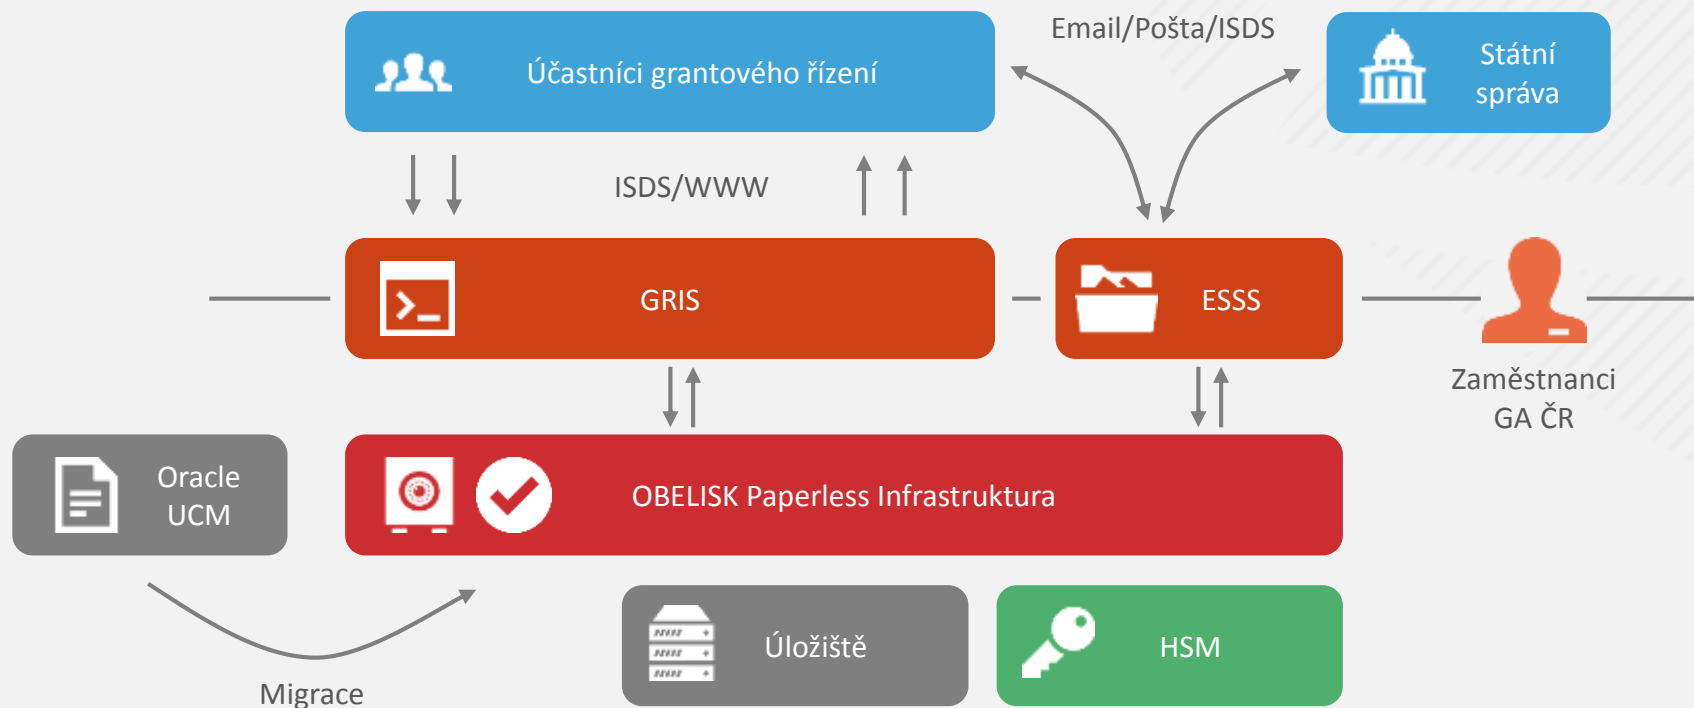 Účastníci grantového řízení
Email/Pošta/ISDS
Státní
správa
ISDS/WWW
GRIS
ESSS
Zaměstnanci
GA ČR
Oracle
UCM
OBELISK Paperless Infrastruktura
Úložiště
HSM
Migrace